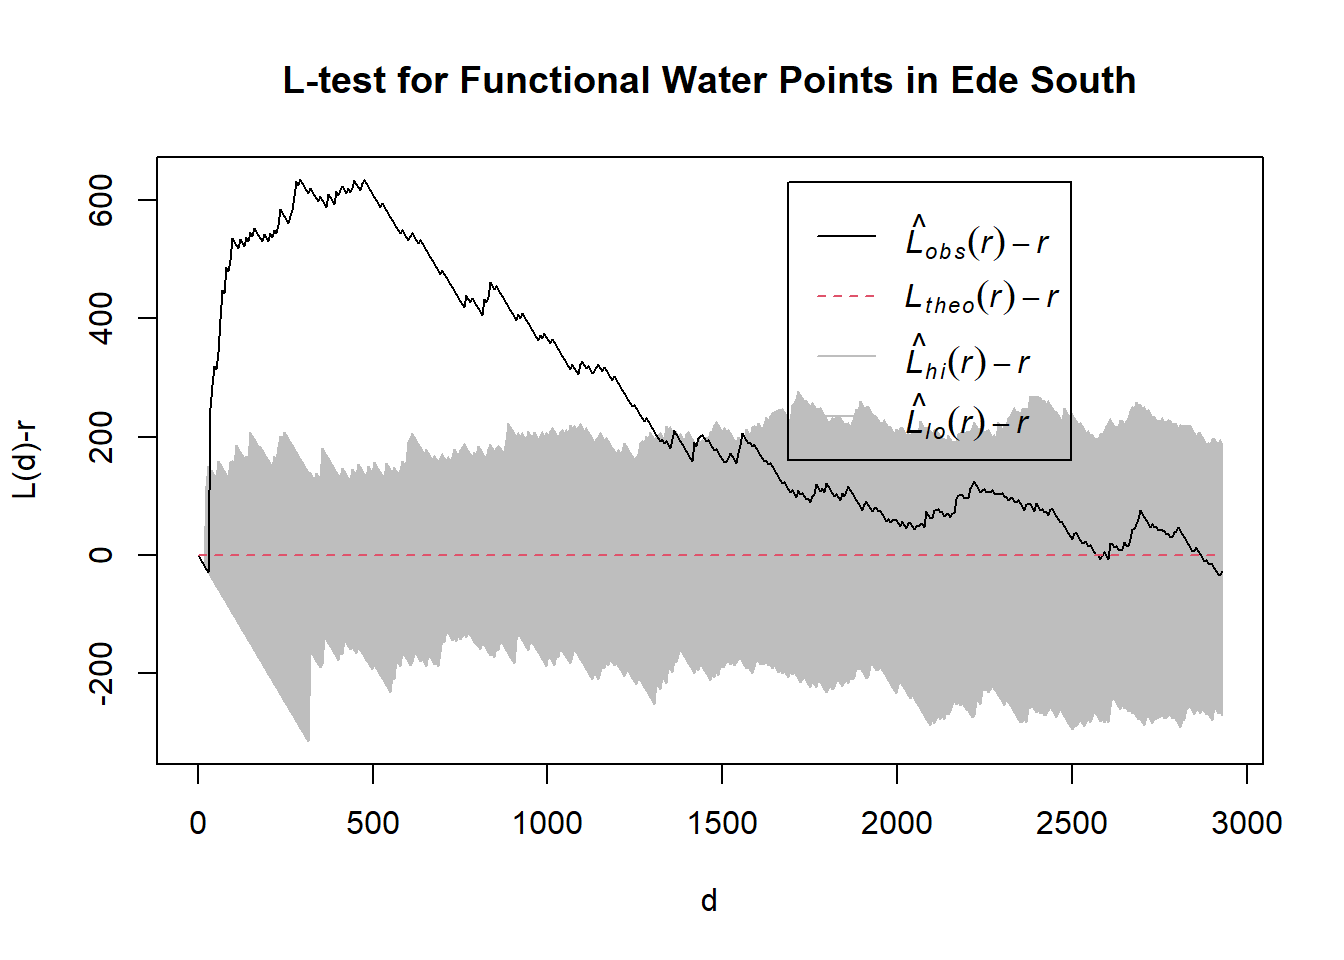 L-test for Functional Water Points in Ede South
L(d)-r
600
400
200
0
-200
L̂obs(r) − r
Ltheo(r) − r
L̂hi(r) − r
L̂lo(r) − r
0 500 1000 1500 2000 2500 3000
d